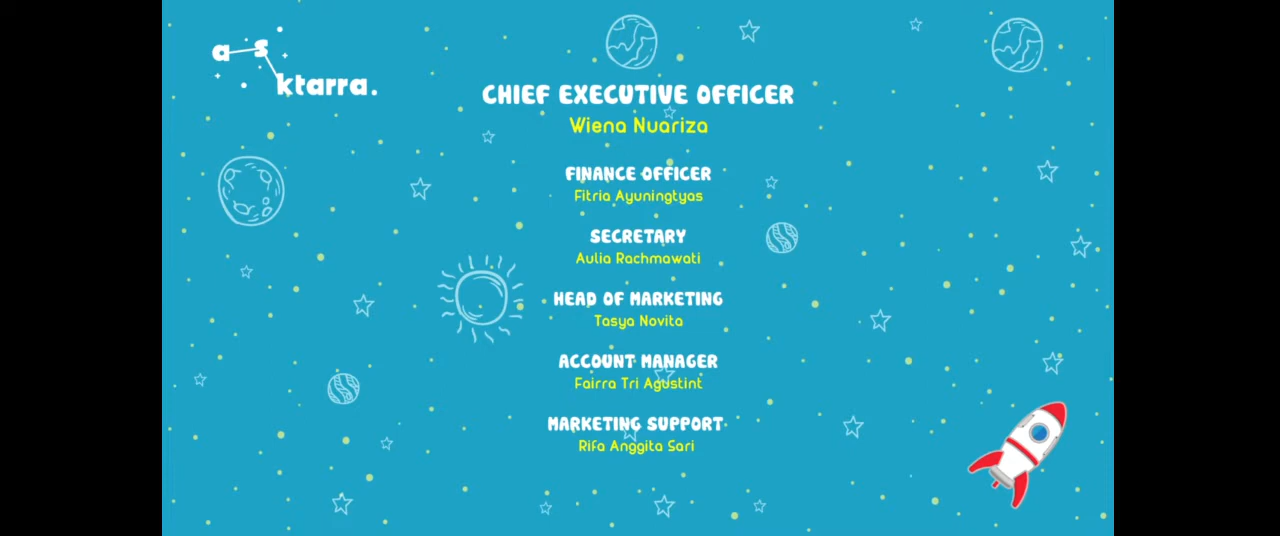 as
ktarra.
CHIEF EXECUTIVE OFFICER
Wiena Nuariza
FINANCE OFFICER
Fitria Ayuningtyas
SECRETARY
Aulia Rachmawati
HEAD OF MARKETING
Tasya Novita
ACCOUNT MANAGER
Fairra Tri Agustint
MARKETING SUPPORT
Rifa Anggita Sari